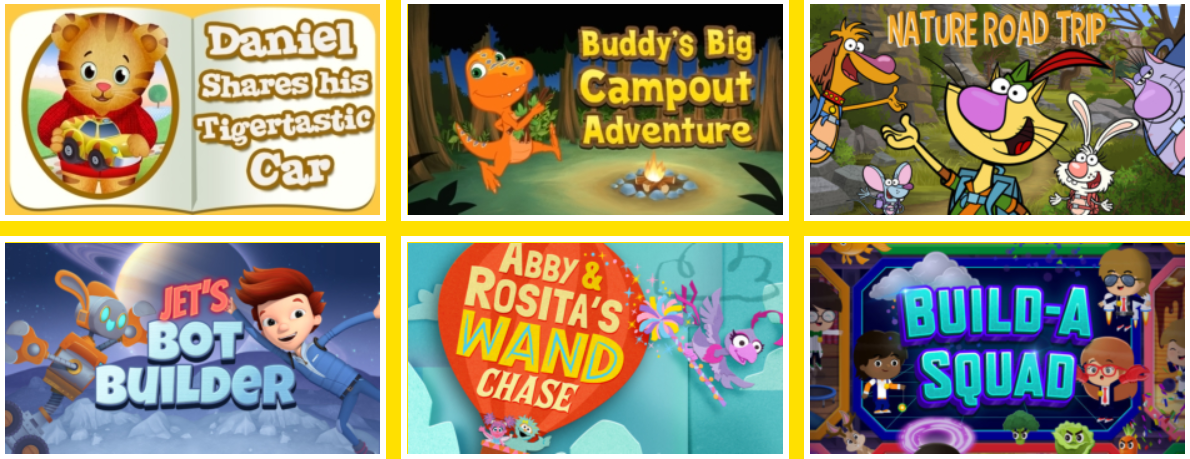 Daniel
Shares his
Tigertastic
Car
Buddy's Big
Campout
Adventure
NATURE ROAD TRIP
JET'S
BOT
BUILDER
ABBY &
ROSITA'S
WAND
CHASE
BUILD-A
SQUAD